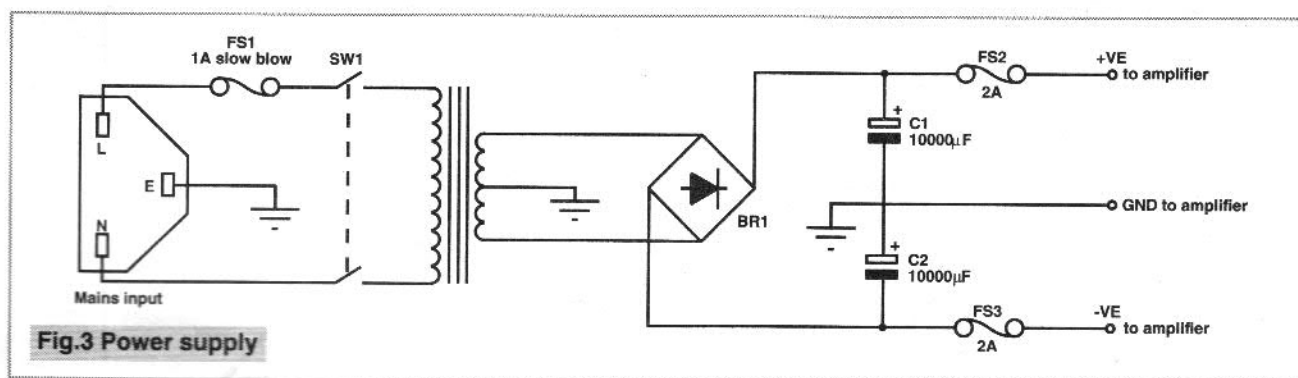 FS1
1A slow blow
SW1
L
E
N
Mains input
BR1
FS2
2A
+VE
to amplifier
+
C1
10000µF
GND to amplifier
+
C2
10000µF
FS3
2A
-VE
to amplifier
Fig.3 Power supply